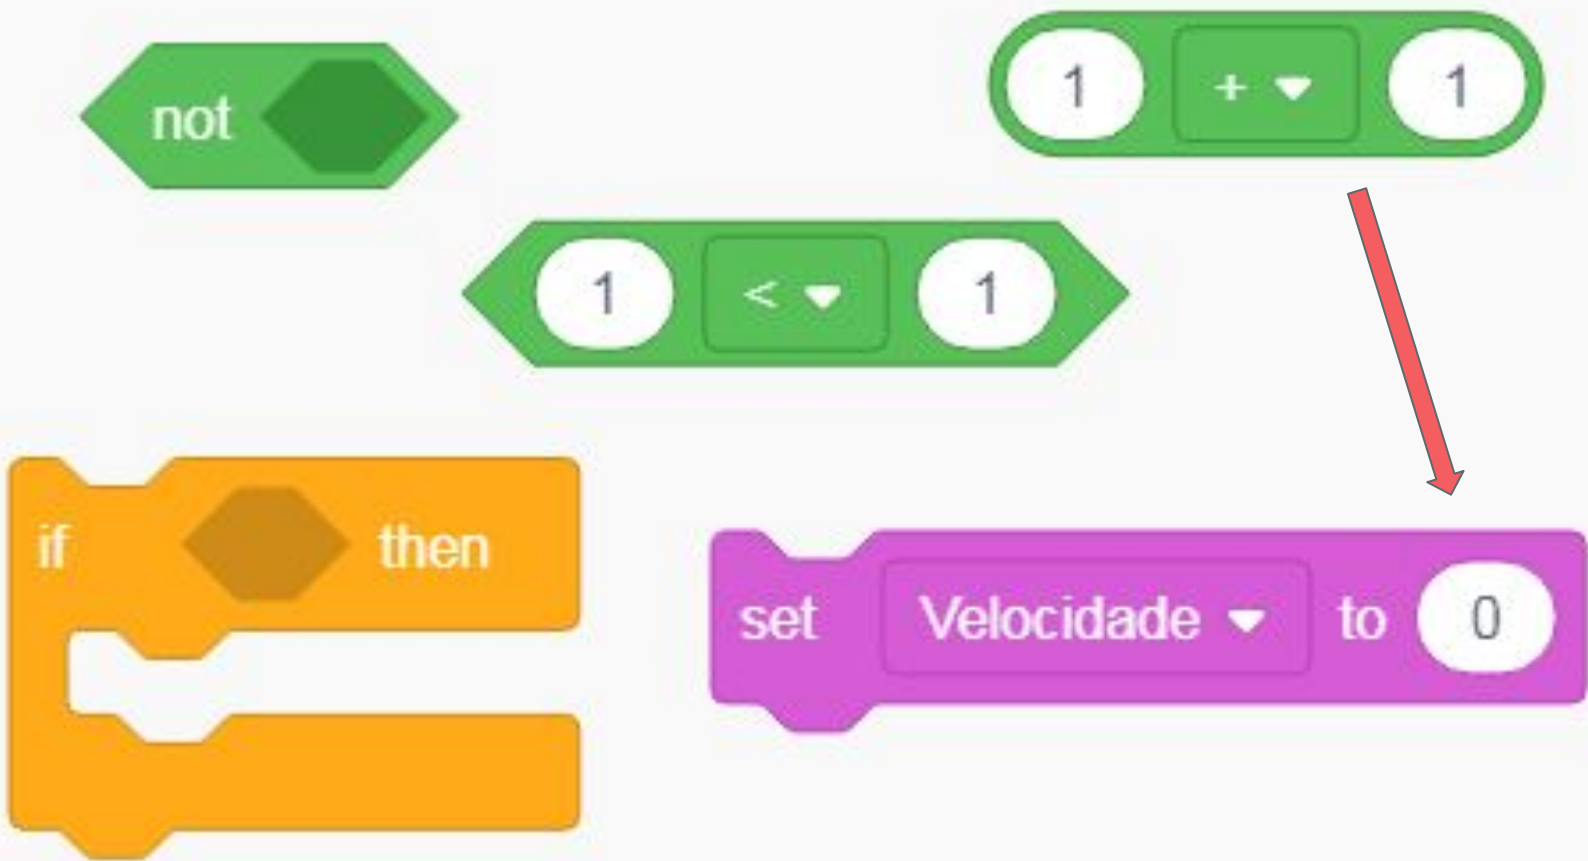 not
1 + 1
1 < 1
if then
set Velocidade to 0